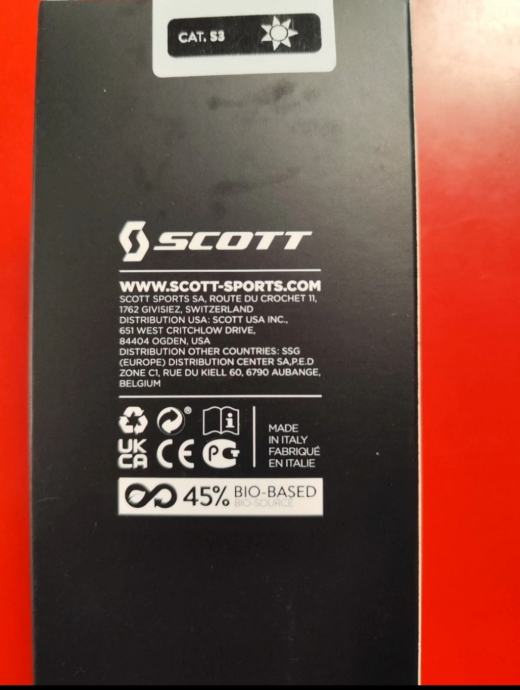 CAT. S3
SCOTT
WWW.SCOTT-SPORTS.COM
SCOTT SPORTS SA, ROUTE DU CROCHET 11,
1762 GIVISIEZ, SWITZERLAND
DISTRIBUTION USA: SCOTT USA INC.,
651 WEST CRITCHLOW DRIVE,
84404 OGDEN, USA
DISTRIBUTION OTHER COUNTRIES: SSG
(EUROPE) DISTRIBUTION CENTER SA,P.E.D
ZONE C1, RUE DU KIELL 60, 6790 AUBANGE,
BELGIUM
UK
CA
CE
MADE
IN ITALY
FABRIQUÉ
EN ITALIE
45% BIO-BASED
BIO-SOURCÉ